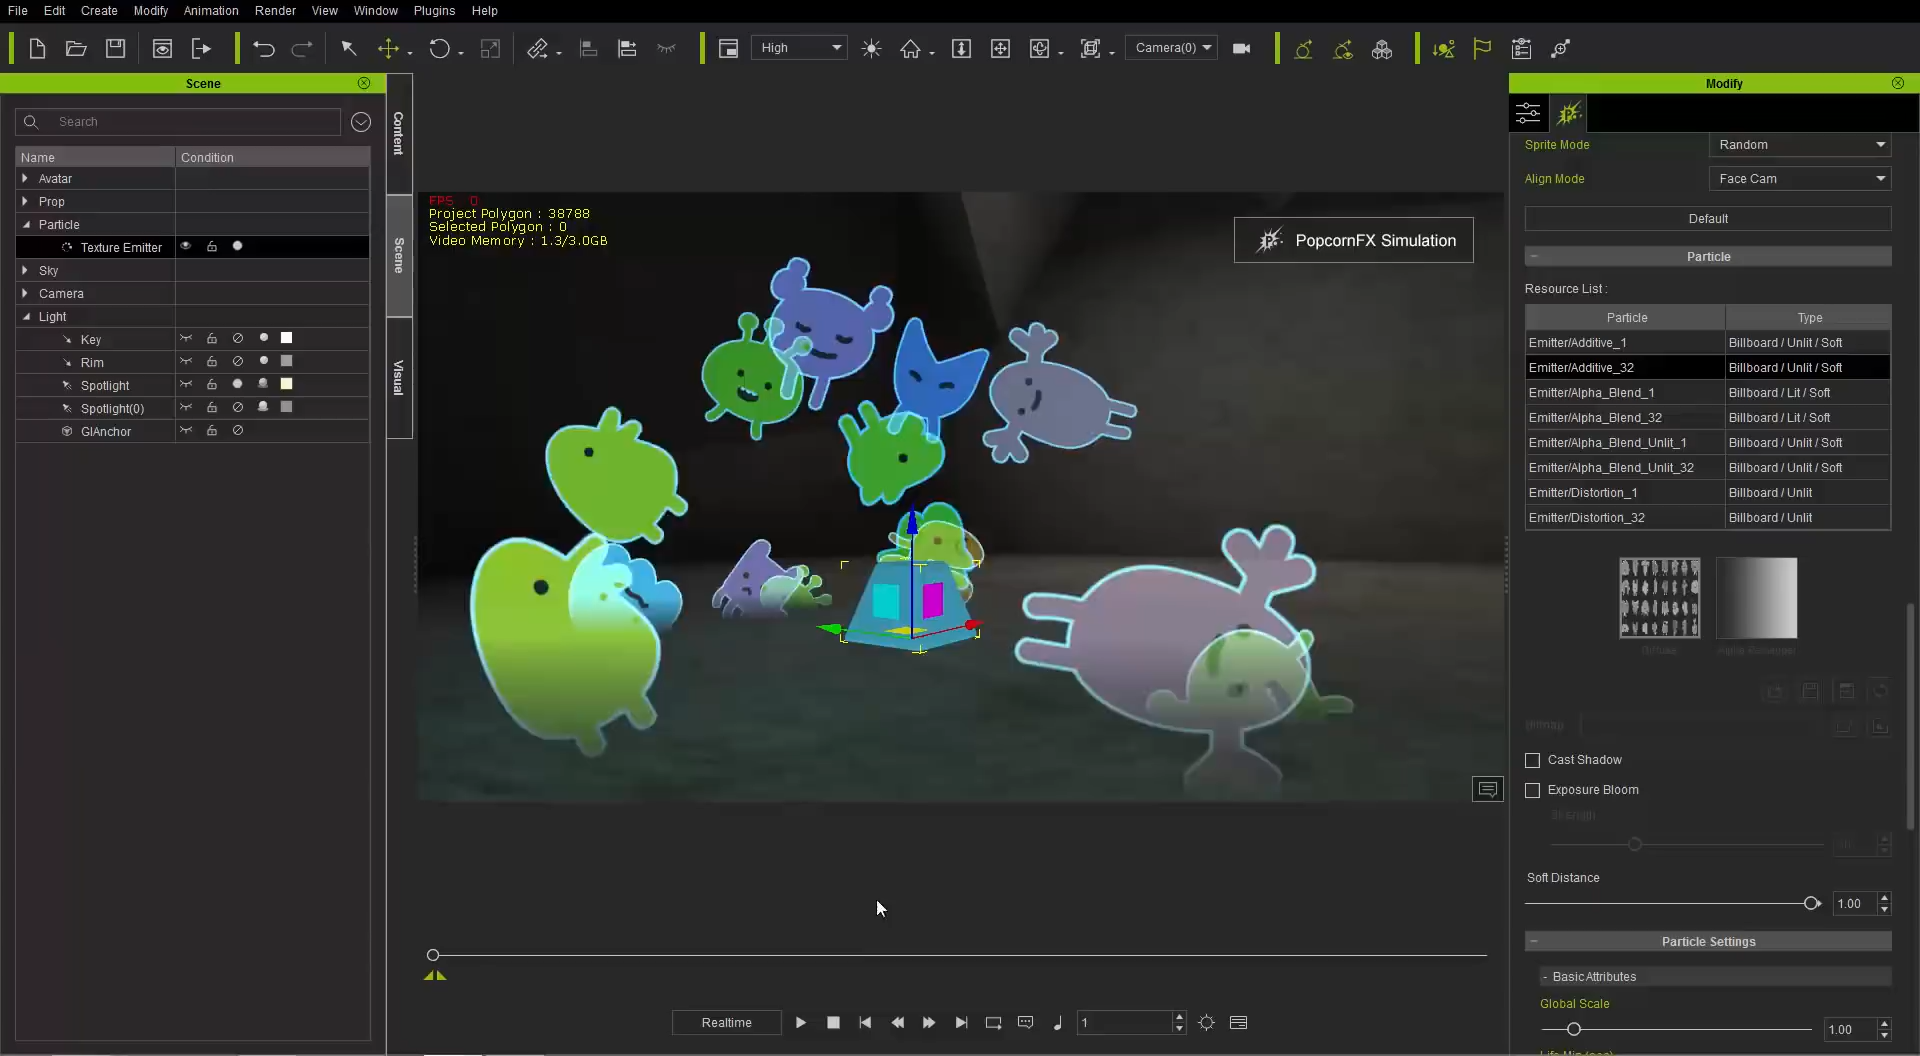 File Edit Create Modify Animation Render View Window Plugins Help
High
Camera(0)
Scene
Search
Name Condition
Avatar
Prop
Particle
Texture Emitter
Sky
Camera
Light
Key
Rim
Spotlight
Spotlight(0)
GIAnchor
Content
Scene
Visual
FPS 0
Project Polygon : 38788
Selected Polygon : 0
Video Memory : 1.3/3.0GB
PopcornFX Simulation
Realtime
1
Modify
Sprite Mode Random
Align Mode Face Cam
Default
Particle
Resource List :
Particle Type
Emitter/Additive_1 Billboard / Unlit / Soft
Emitter/Additive_32 Billboard / Unlit / Soft
Emitter/Alpha_Blend_1 Billboard / Lit / Soft
Emitter/Alpha_Blend_32 Billboard / Lit / Soft
Emitter/Alpha_Blend_Unlit_1 Billboard / Unlit / Soft
Emitter/Alpha_Blend_Unlit_32 Billboard / Unlit / Soft
Emitter/Distortion_1 Billboard / Unlit
Emitter/Distortion_32 Billboard / Unlit
Diffuse Alpha Remapper
Bitmap
Cast Shadow
Exposure Bloom
Strength
Soft Distance
1.00
Particle Settings
- Basic Attributes
Global Scale
1.00